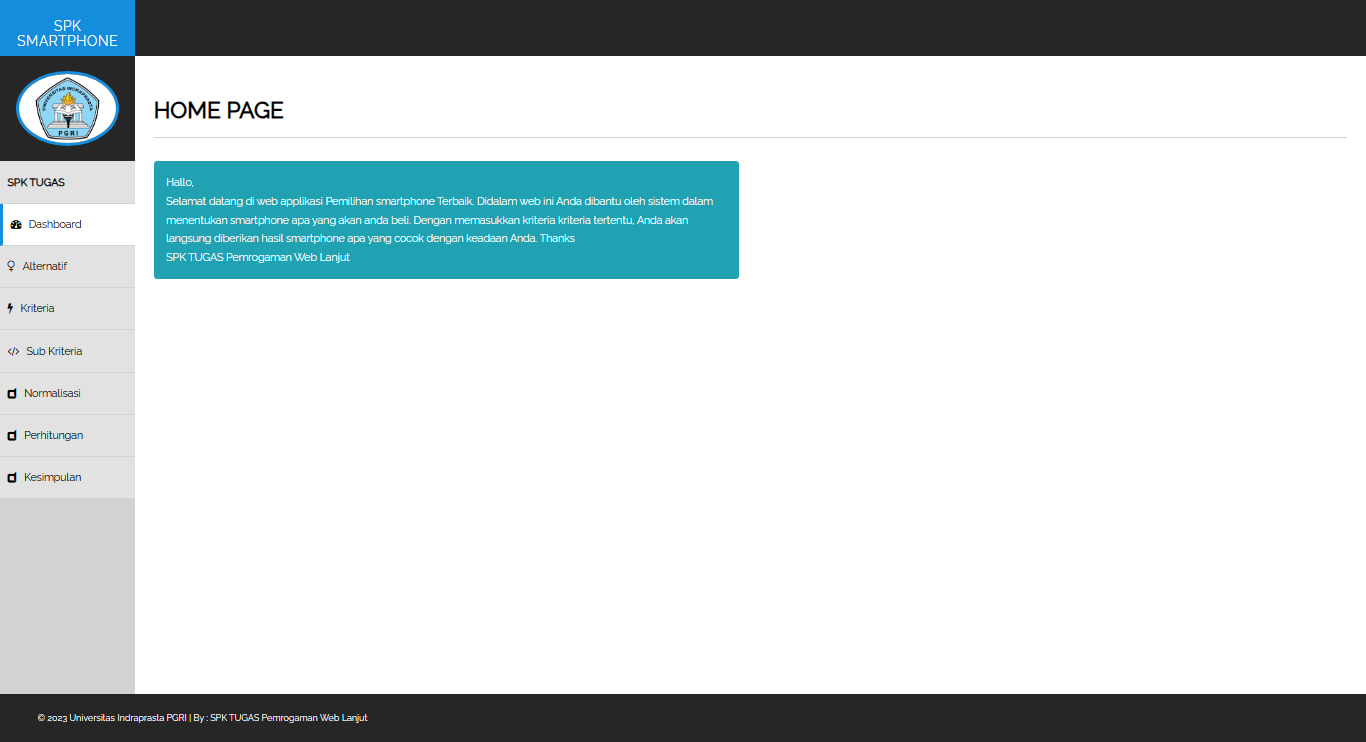 SPK
SMARTPHONE
UNIVERSITAS INDRAPRASTA
PGRI
HOME PAGE
SPK TUGAS
Dashboard
Alternatif
Kriteria
Sub Kriteria
Normalisasi
Perhitungan
Kesimpulan
Hallo,
Selamat datang di web applikasi Pemilihan smartphone Terbaik. Didalam web ini Anda dibantu oleh sistem dalam
menentukan smartphone apa yang akan anda beli. Dengan memasukkan kriteria kriteria tertentu, Anda akan
langsung diberikan hasil smartphone apa yang cocok dengan keadaan Anda. Thanks
SPK TUGAS Pemrogaman Web Lanjut
© 2023 Universitas Indraprasta PGRI | By : SPK TUGAS Pemrogaman Web Lanjut